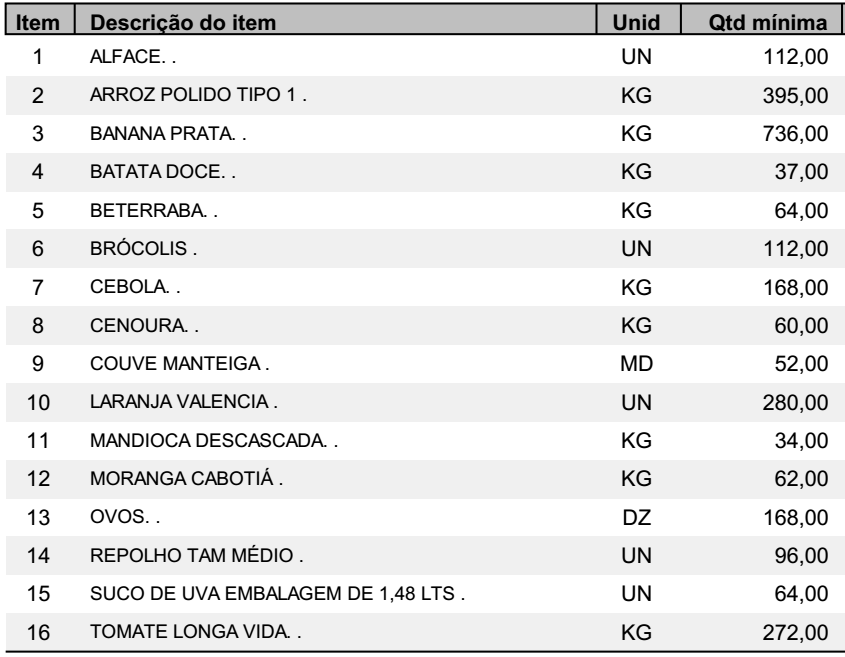 Item Descrição do item Unid Qtd mínima
1 ALFACE. . UN 112,00
2 ARROZ POLIDO TIPO 1 . KG 395,00
3 BANANA PRATA. . KG 736,00
4 BATATA DOCE. . KG 37,00
5 BETERRABA. . KG 64,00
6 BRÓCOLIS . UN 112,00
7 CEBOLA. . KG 168,00
8 CENOURA. . KG 60,00
9 COUVE MANTEIGA . MD 52,00
10 LARANJA VALENCIA . UN 280,00
11 MANDIOCA DESCASCADA. . KG 34,00
12 MORANGA CABOTIÁ . KG 62,00
13 OVOS. . DZ 168,00
14 REPOLHO TAM MÉDIO . UN 96,00
15 SUCO DE UVA EMBALAGEM DE 1,48 LTS . UN 64,00
16 TOMATE LONGA VIDA. . KG 272,00